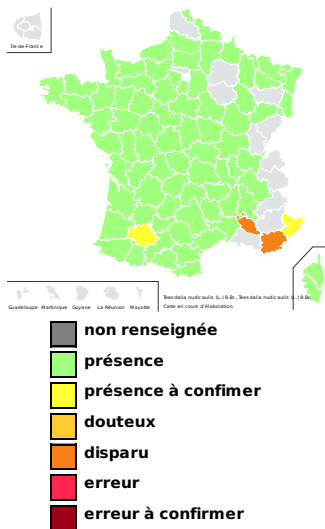 Île-de-France
Guadeloupe Martinique Guyane La Réunion Mayotte
Teesdalia nudicaulis (L.) R.Br., Teesdalia nudicaulis (L.) R.Br.
Carte en cours d'élaboration.
non renseignée
présence
présence à confimer
douteux
disparu
erreur
erreur à confirmer